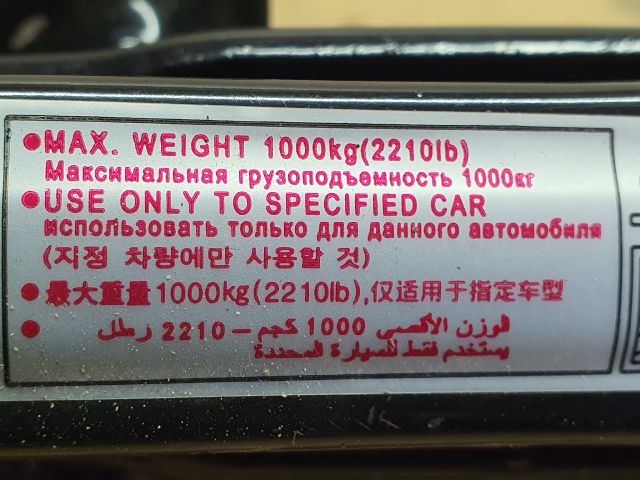 ●MAX. WEIGHT 1000kg(2210lb)
Максимальная грузоподъемность 1000кг
●USE ONLY TO SPECIFIED CAR
использовать только для данного автомобиля
(지정 차량에만 사용할 것)
●最大重量1000kg(2210lb),仅适用于指定车型
● الوزن الاكصى 1000 كجم – 2210 رطل
يستخدم فقط للسيارة المحددة